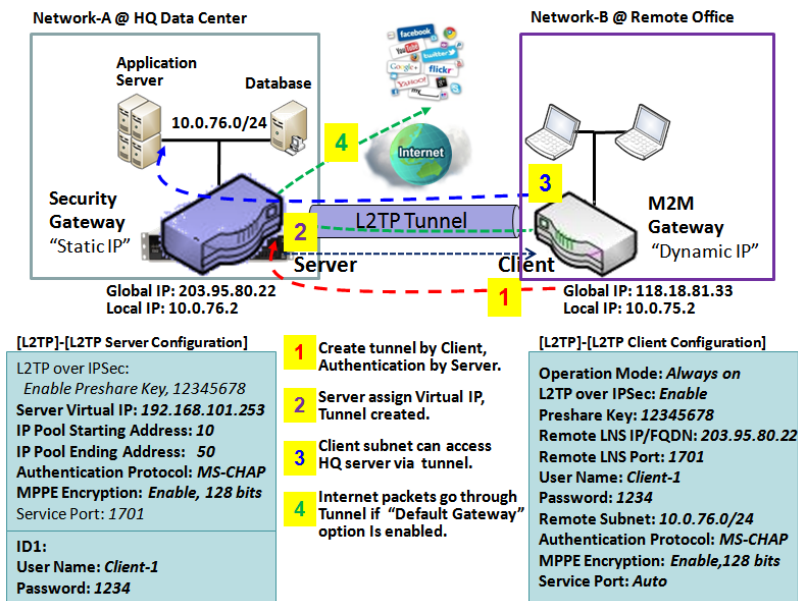 Network-A @ HQ Data Center
Network-B @ Remote Office
Application
Server
Database
10.0.76.0/24
facebook
YouTube
twitter
Google+
flickr
YAHOO!
my
4
Internet
3
Security
Gateway
"Static IP"
2
L2TP Tunnel
M2M
Gateway
"Dynamic IP"
Server
Client
1
Global IP: 203.95.80.22
Local IP: 10.0.76.2
Global IP: 118.18.81.33
Local IP: 10.0.75.2
[L2TP]-[L2TP Server Configuration]
L2TP over IPSec:
Enable Preshare Key, 12345678
Server Virtual IP: 192.168.101.253
IP Pool Starting Address: 10
IP Pool Ending Address: 50
Authentication Protocol: MS-CHAP
MPPE Encryption: Enable, 128 bits
Service Port: 1701
ID1:
User Name: Client-1
Password: 1234
1 Create tunnel by Client,
Authentication by Server.
2 Server assign Virtual IP,
Tunnel created.
3 Client subnet can access
HQ server via tunnel.
4 Internet packets go through
Tunnel if "Default Gateway"
option Is enabled.
[L2TP]-[L2TP Client Configuration]
Operation Mode: Always on
L2TP over IPSec: Enable
Preshare Key: 12345678
Remote LNS IP/FQDN: 203.95.80.22
Remote LNS Port: 1701
User Name: Client-1
Password: 1234
Remote Subnet: 10.0.76.0/24
Authentication Protocol: MS-CHAP
MPPE Encryption: Enable,128 bits
Service Port: Auto